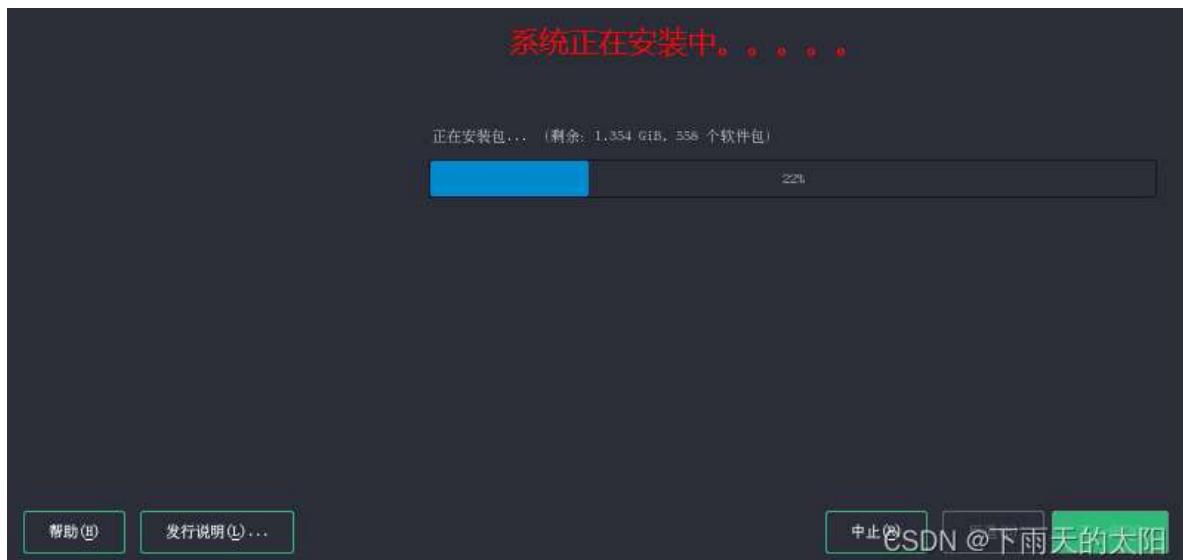 系统正在安装中。。。。。
正在安装包... (剩余: 1.354 GiB, 558 个软件包)
22%
帮助(H)
发行说明(L)...
中止(R)
CSDN @下雨天的太阳